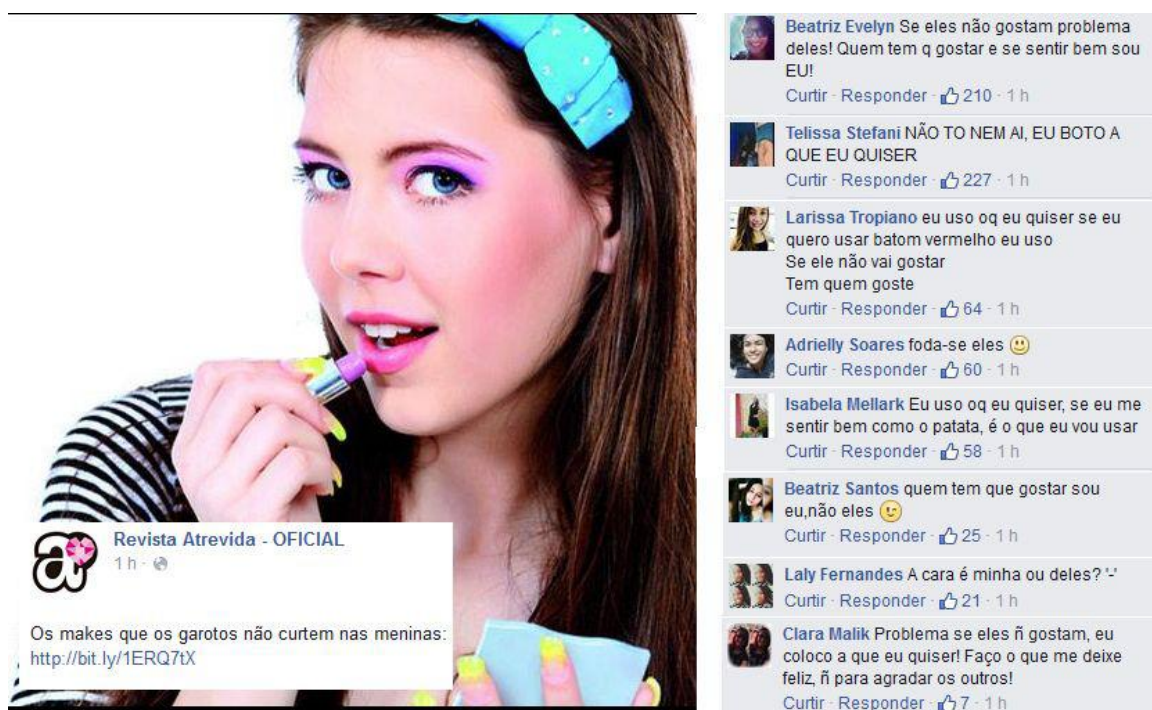 Revista Atrevida - OFICIAL
1 h ·
Os makes que os garotos não curtem nas meninas:
http://bit.ly/1ERQ7tX
Beatriz Evelyn Se eles não gostam problema
deles! Quem tem q gostar e se sentir bem sou
EU!
Curtir · Responder · 210 · 1 h
Telissa Stefani NÃO TO NEM AI, EU BOTO A
QUE EU QUISER
Curtir · Responder · 227 · 1 h
Larissa Tropiano eu uso oq eu quiser se eu
quero usar batom vermelho eu uso
Se ele não vai gostar
Tem quem goste
Curtir · Responder · 64 · 1 h
Adrielly Soares foda-se eles
Curtir · Responder · 60 · 1 h
Isabela Mellark Eu uso oq eu quiser, se eu me
sentir bem como o patata, é o que eu vou usar
Curtir · Responder · 58 · 1 h
Beatriz Santos quem tem que gostar sou
eu,não eles
Curtir · Responder · 25 · 1 h
Laly Fernandes A cara é minha ou deles? '-'
Curtir · Responder · 21 · 1 h
Clara Malik Problema se eles ñ gostam, eu
coloco a que eu quiser! Faço o que me deixe
feliz, ñ para agradar os outros!
Curtir · Responder · 7 · 1 h